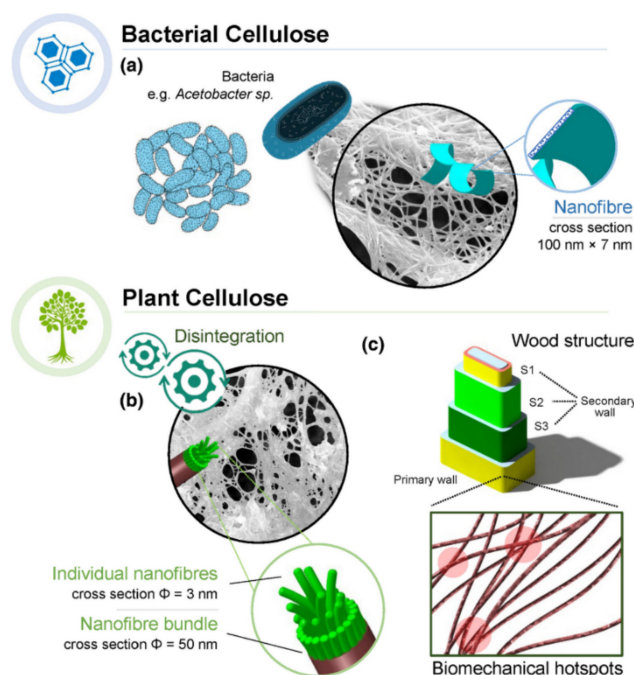 Bacterial Cellulose
(a)
Bacteria
e.g. Acetobacter sp.
Nanofibre
cross section
100 nm × 7 nm
Plant Cellulose
Disintegration
(b)
Individual nanofibres
cross section Φ = 3 nm
Nanofibre bundle
cross section Φ = 50 nm
(c)
Wood structure
S1
S2
S3
Secondary
wall
Primary wall
Biomechanical hotspots